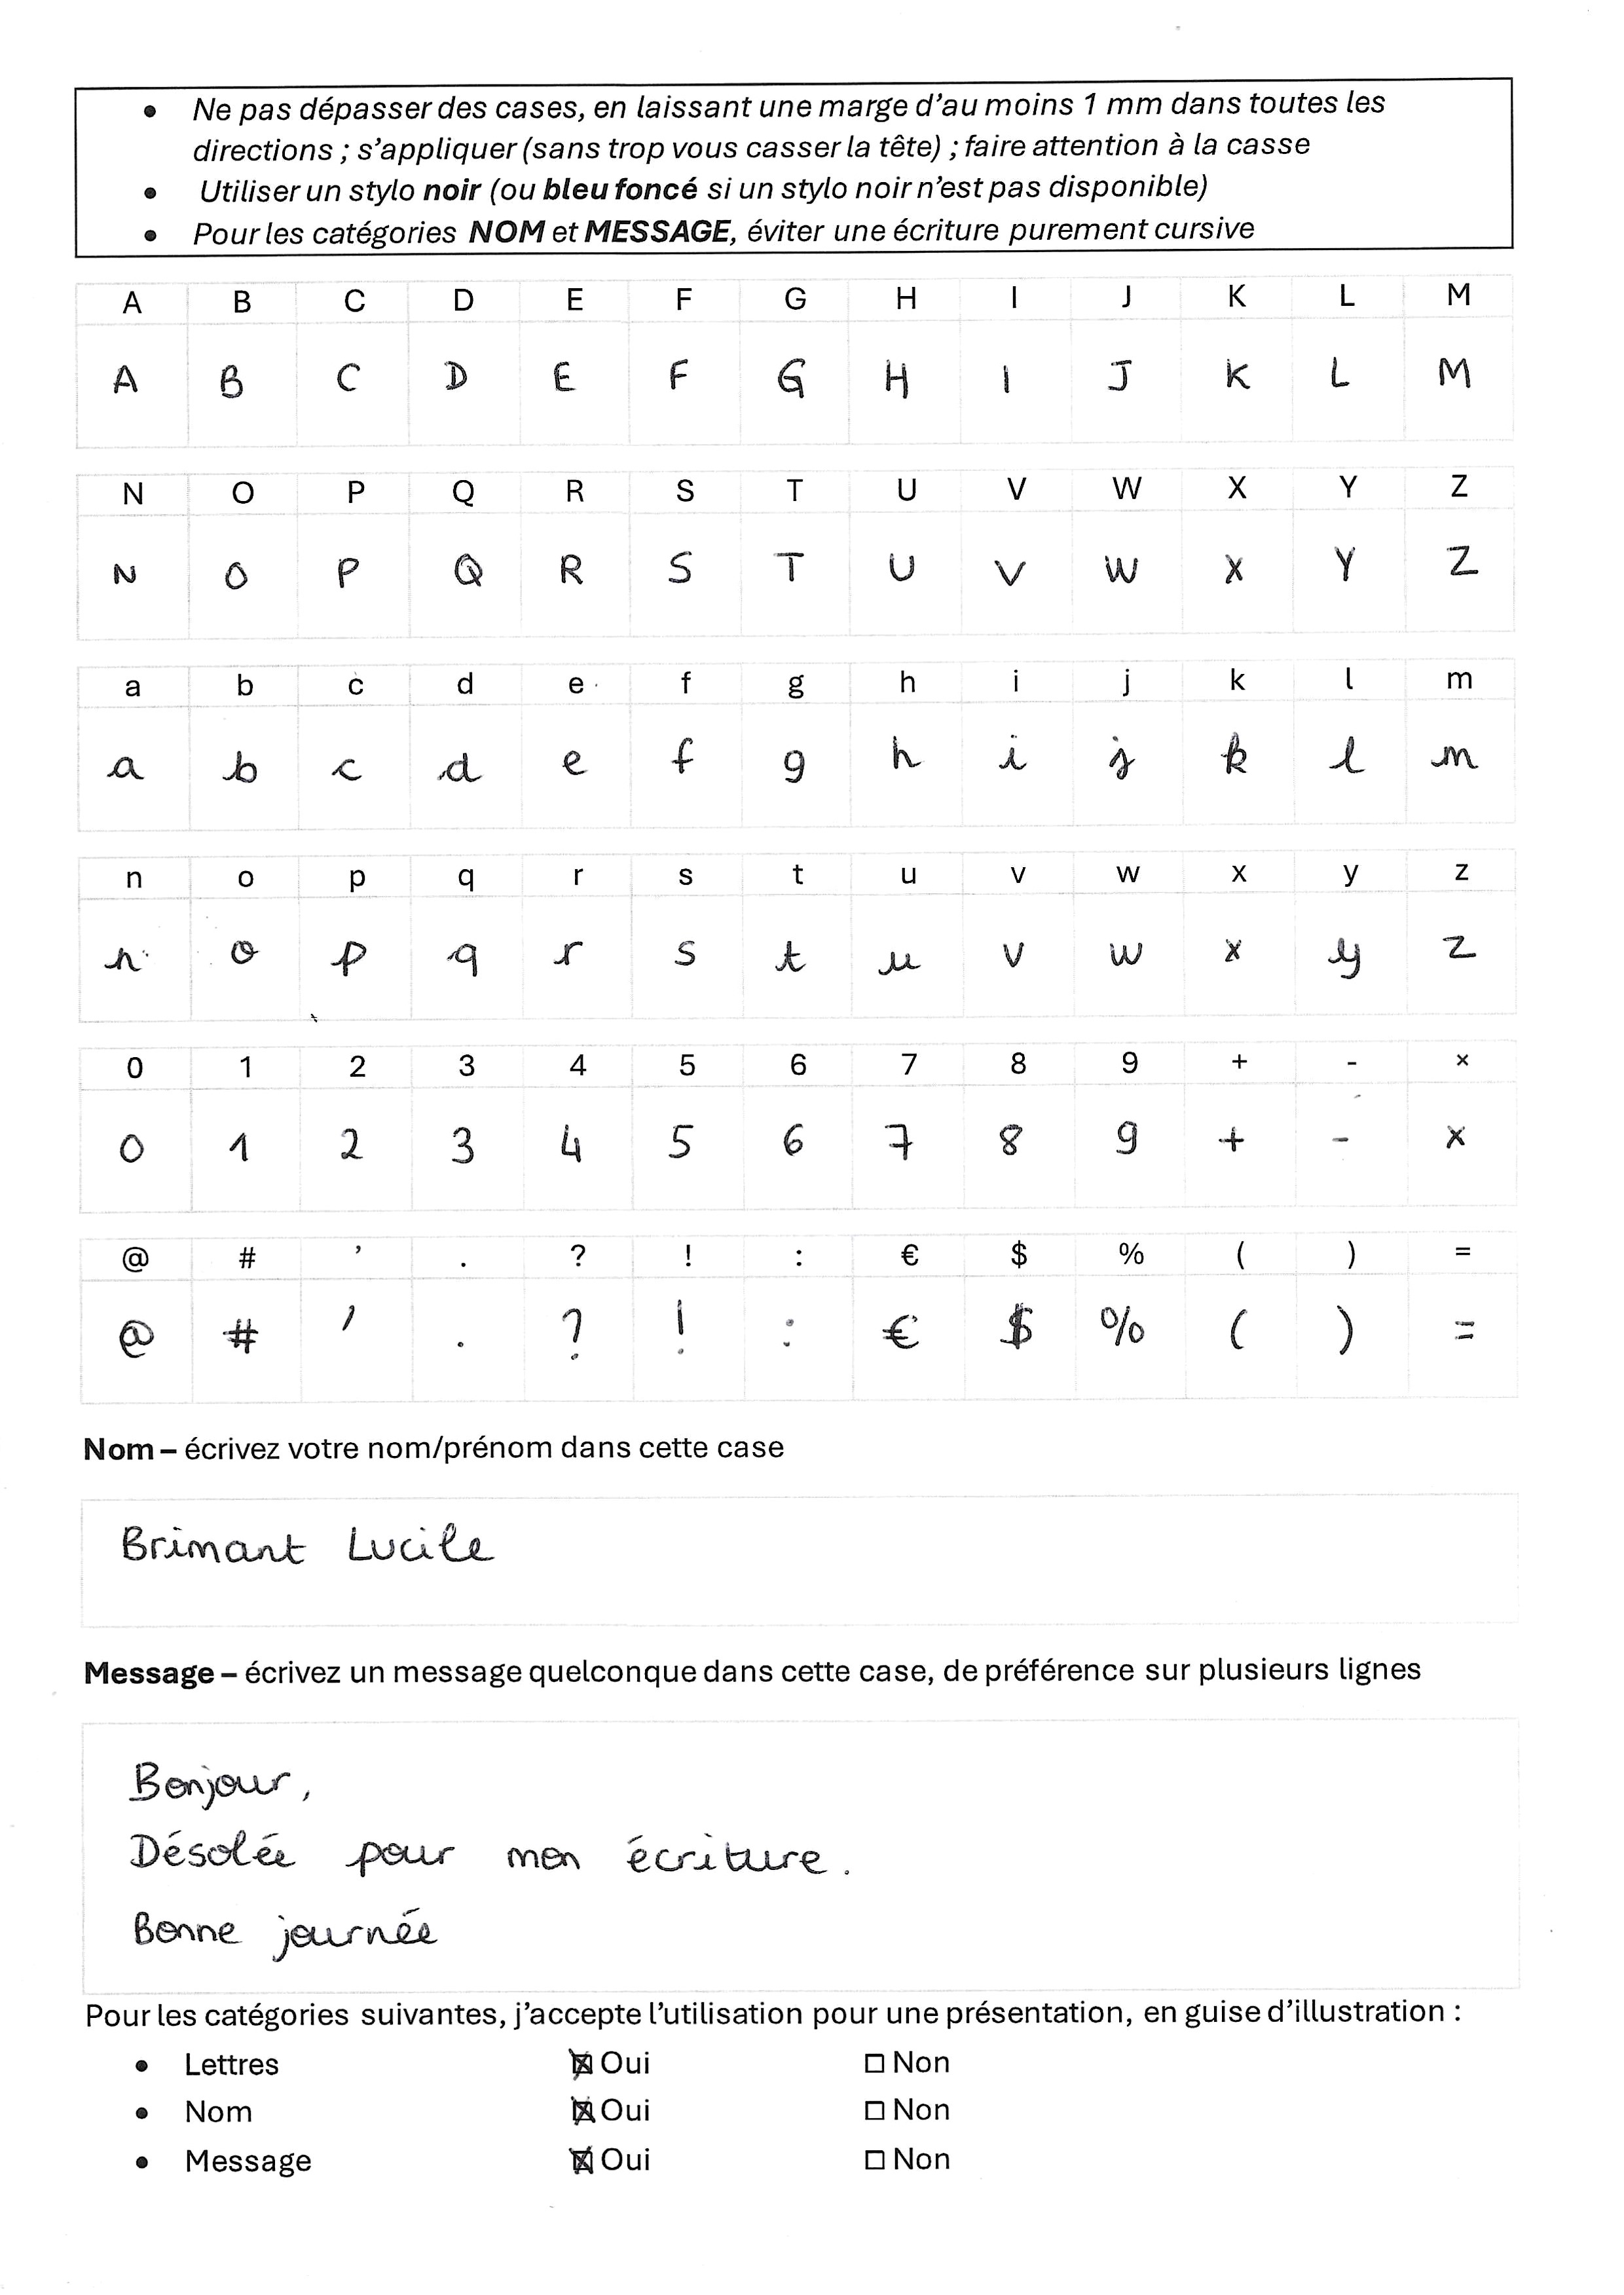 • Ne pas dépasser des cases, en laissant une marge d'au moins 1 mm dans toutes les
directions ; s'appliquer (sans trop vous casser la tête) ; faire attention à la casse
• Utiliser un stylo noir (ou bleu foncé si un stylo noir n'est pas disponible)
• Pour les catégories NOM et MESSAGE, éviter une écriture purement cursive
A B C D E F G H I J K L M
A B C D E F G H I J K L M
N O P Q R S T U V W X Y Z
N O P Q R S T U V W X Y Z
a b c d e f g h i j k l m
a b c d e f g h i j k l m
n o p q r s t u v w x y z
n o p q r s t u v w x y z
0 1 2 3 4 5 6 7 8 9 + - ×
0 1 2 3 4 5 6 7 8 9 + - ×
@ # ’ . ? ! : € $ % ( ) =
@ # ’ . ? ! : € $ % ( ) =
Nom – écrivez votre nom/prénom dans cette case
Brimant Lucile
Message – écrivez un message quelconque dans cette case, de préférence sur plusieurs lignes
Bonjour,
Désolée pour mon écriture.
Bonne journée
Pour les catégories suivantes, j'accepte l'utilisation pour une présentation, en guise d'illustration :
• Lettres ☒ Oui ☐ Non
• Nom ☒ Oui ☐ Non
• Message ☒ Oui ☐ Non